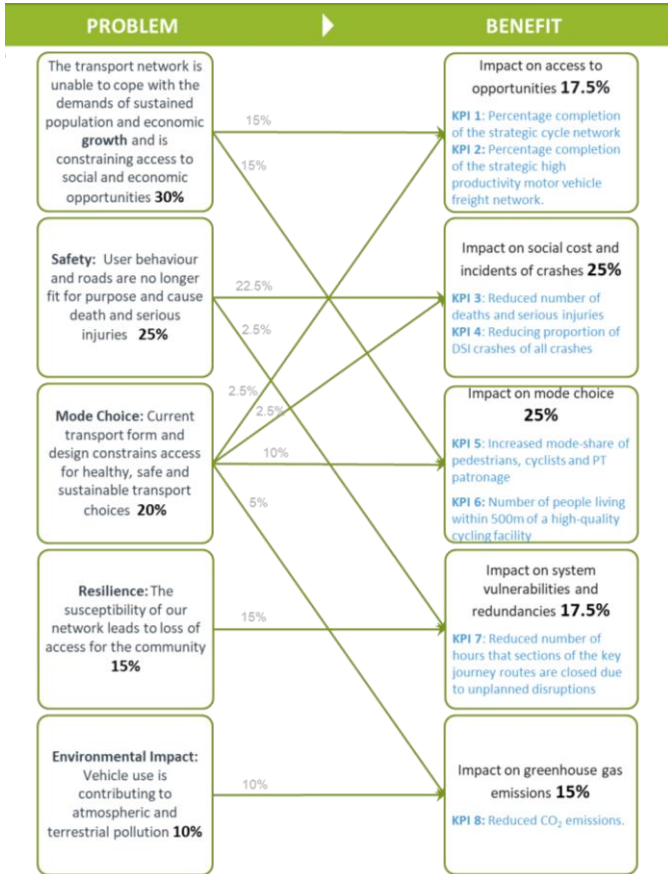 PROBLEM
BENEFIT
The transport network is
unable to cope with the
demands of sustained
population and economic
growth and is
constraining access to
social and economic
opportunities 30%
Safety: User behaviour
and roads are no longer
fit for purpose and cause
death and serious
injuries 25%
Mode Choice: Current
transport form and
design constrains access
for healthy, safe and
sustainable transport
choices 20%
Resilience: The
susceptibility of our
network leads to loss of
access for the community
15%
Environmental Impact:
Vehicle use is
contributing to
atmospheric and
terrestrial pollution 10%
15%
15%
22.5%
2.5%
2.5%
2.5%
10%
5%
15%
10%
Impact on access to
opportunities 17.5%
KPI 1: Percentage completion
of the strategic cycle network
KPI 2: Percentage completion
of the strategic high
productivity motor vehicle
freight network.
Impact on social cost and
incidents of crashes 25%
KPI 3: Reduced number of
deaths and serious injuries
KPI 4: Reducing proportion of
DSI crashes of all crashes
Impact on mode choice
25%
KPI 5: Increased mode-share of
pedestrians, cyclists and PT
patronage
KPI 6: Number of people living
within 500m of a high-quality
cycling facility
Impact on system
vulnerabilities and
redundancies 17.5%
KPI 7: Reduced number of
hours that sections of the key
journey routes are closed due
to unplanned disruptions
Impact on greenhouse gas
emissions 15%
KPI 8: Reduced CO₂ emissions.